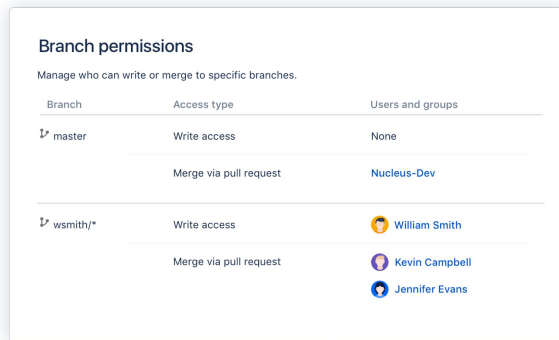 Branch permissions
Manage who can write or merge to specific branches.
Branch Access type Users and groups
master Write access None
Merge via pull request Nucleus-Dev
wsmith/* Write access William Smith
Merge via pull request Kevin Campbell
Jennifer Evans